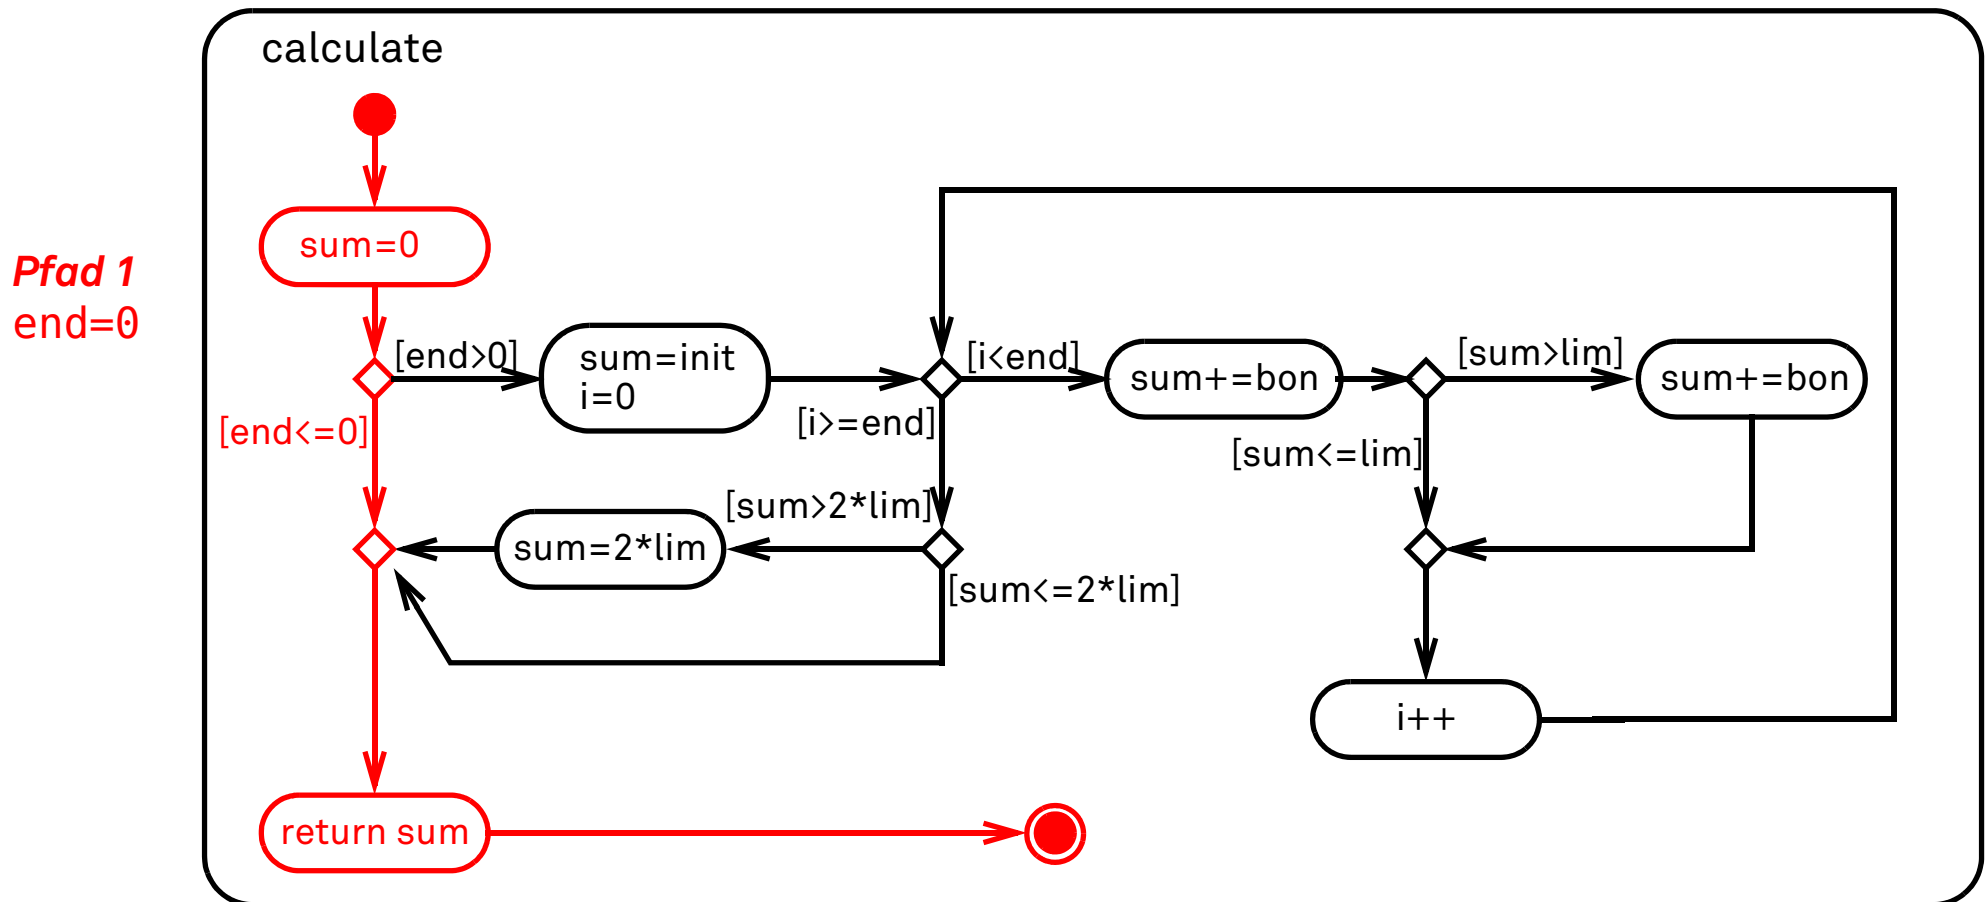 calculate
sum=0
Pfad 1
end=0
[end>0]
sum=init
i=0
[i<end]
sum+=bon
[sum>lim]
sum+=bon
[end<=0]
[i>=end]
[sum<=lim]
[sum>2*lim]
sum=2*lim
[sum<=2*lim]
i++
return sum